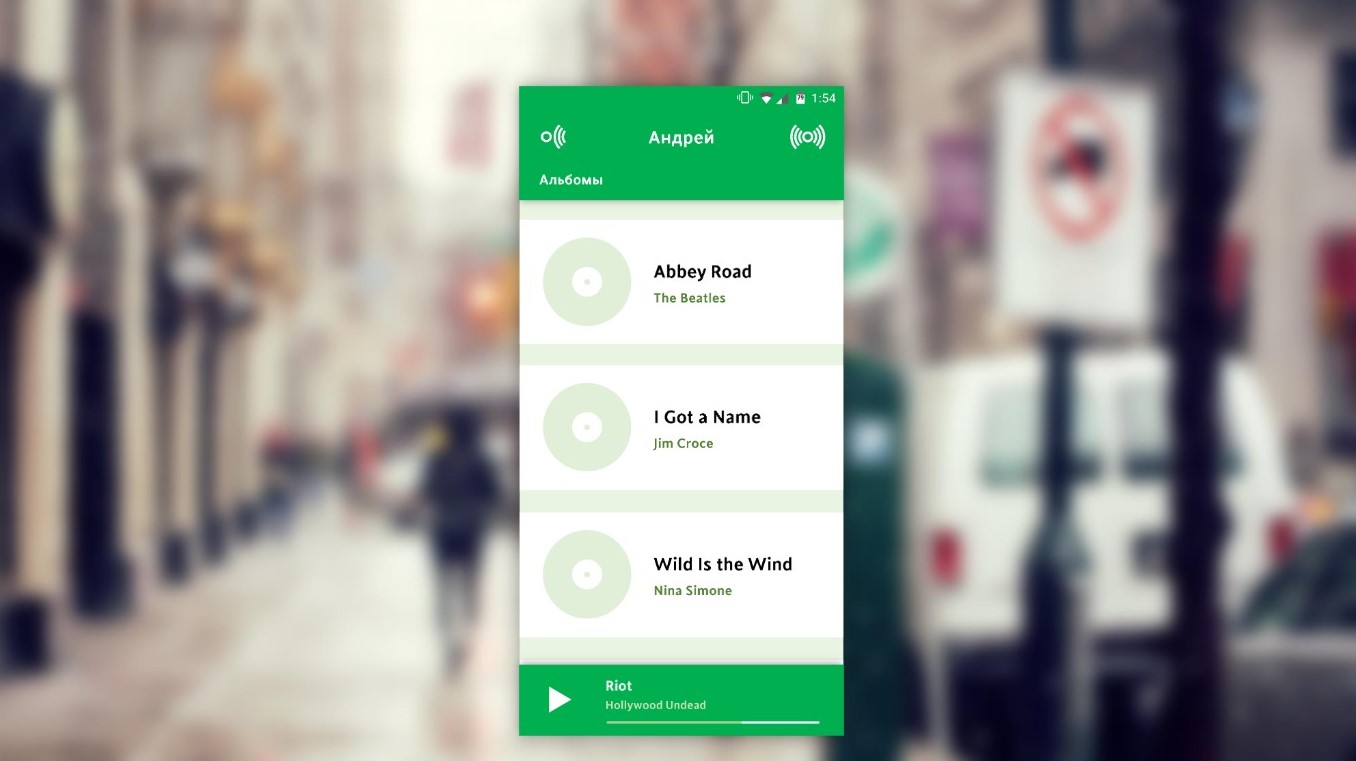 1:54
Андрей
Альбомы
Abbey Road
The Beatles
I Got a Name
Jim Croce
Wild Is the Wind
Nina Simone
Riot
Hollywood Undead